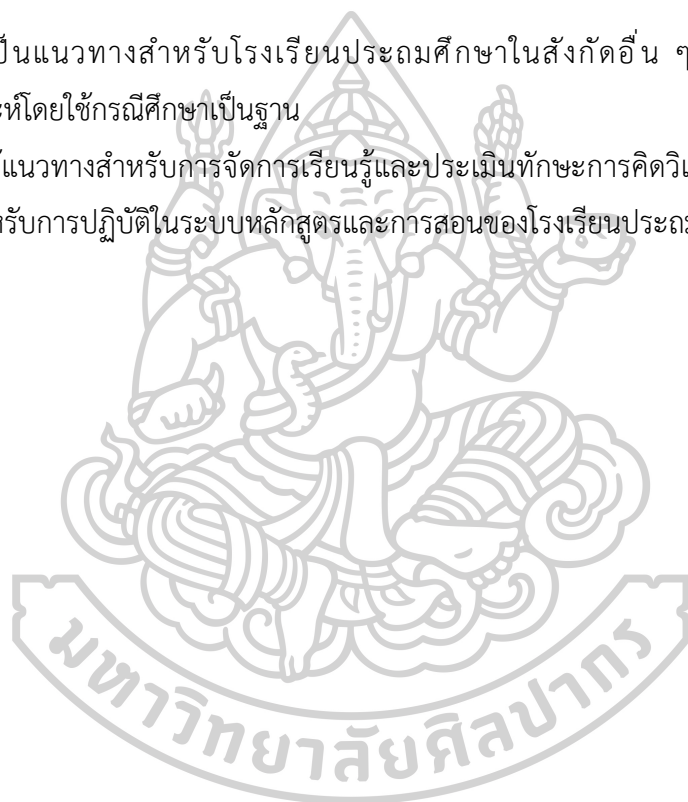 ป็นแนวทางสำหรับโรงเรียนประถมศึกษาในสังกัดอื่น ๆ
ห์โดยใช้กรณีศึกษาเป็นฐาน
แนวทางสำหรับการจัดการเรียนรู้และประเมินทักษะการคิดวิเ
รับการปฏิบัติในระบบหลักสูตรและการสอนของโรงเรียนประถม
มหาวิทยาลัยศิลปากร